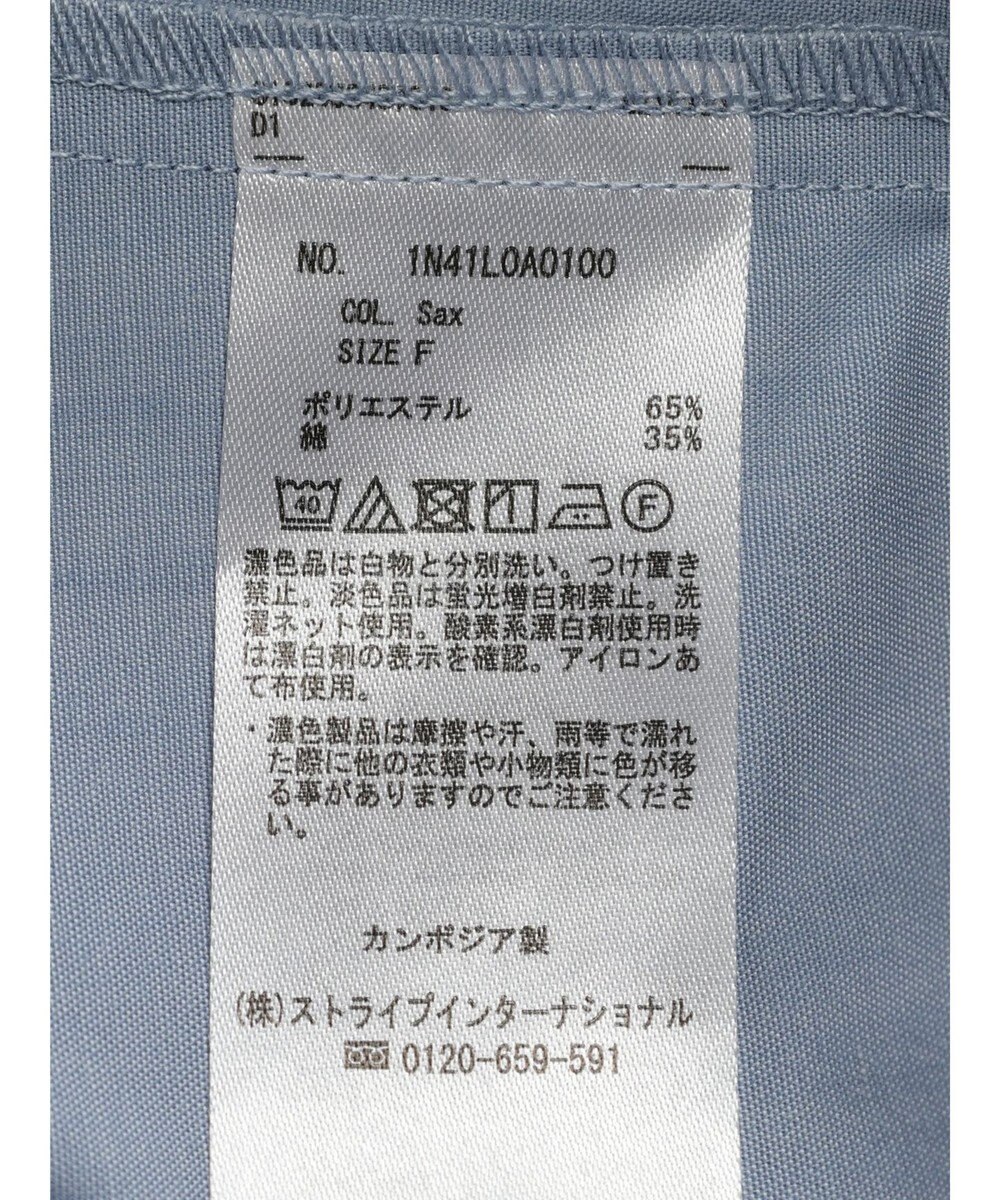 D1
NO. 1N41L0A0100
COL. Sax
SIZE F
ポリエステル 65%
綿 35%
40 F
濃色品は白物と分別洗い。つけ置き
禁止。淡色品は蛍光増白剤禁止。洗
濯ネット使用。酸素系漂白剤使用時
は漂白剤の表示を確認。アイロンあ
て布使用。
・濃色製品は摩擦や汗、雨等で濡れ
た際に他の衣類や小物類に色が移
る事がありますのでご注意くださ
い。
カンボジア製
(株)ストライプインターナショナル
0120-659-591